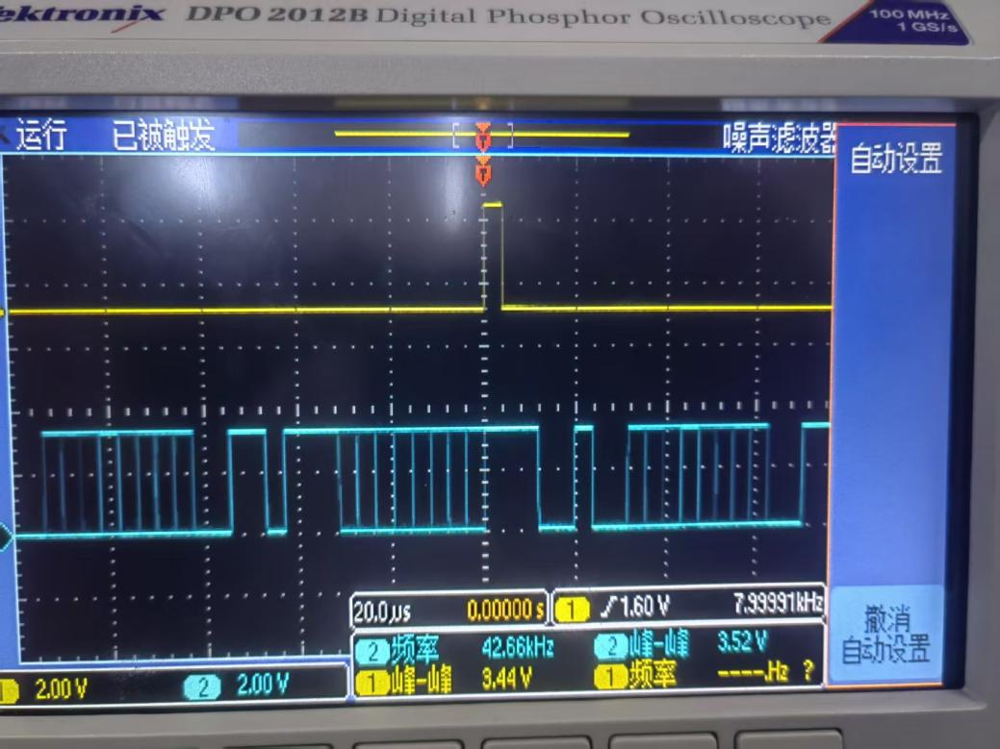 ektronix DPO 2012B Digital Phosphor Oscilloscope
100 MHz
1 GS/s
运行 已被触发 噪声滤波器
T
T
自动设置
20.0µs 0.00000 s
1 1.60 V 7.99991kHz
2 频率 42.66kHz 2 峰-峰 3.52 V
1 峰-峰 3.44 V 1 频率 ----.Hz ?
1 2.00 V 2 2.00 V
撤消
自动设置